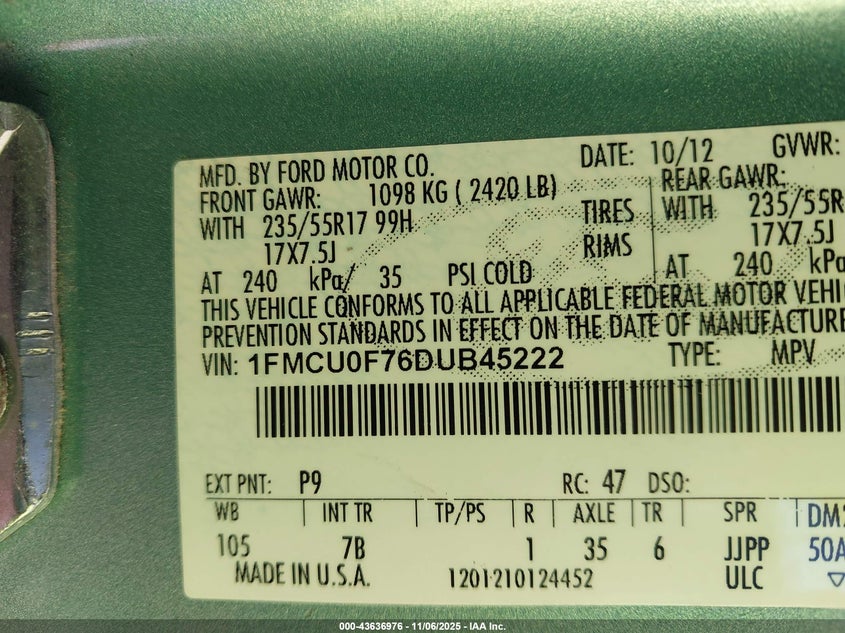 MFD. BY FORD MOTOR CO. DATE: 10/12 GVWR:
FRONT GAWR: 1098 KG ( 2420 LB) REAR GAWR:
WITH 235/55R17 99H TIRES WITH 235/55R
17X7.5J RIMS 17X7.5J
AT 240 kPa/ 35 PSI COLD AT 240 kPa
THIS VEHICLE CONFORMS TO ALL APPLICABLE FEDERAL MOTOR VEHI
PREVENTION STANDARDS IN EFFECT ON THE DATE OF MANUFACTURE
VIN: 1FMCU0F76DUB45222 TYPE: MPV
EXT PNT: P9 RC: 47 DSO:
WB INT TR TP/PS R AXLE TR SPR DM2
105 7B 1 35 6 JJPP 50A
MADE IN U.S.A. 1201210124452 ULC
000-43636976 - 11/06/2025 - IAA Inc.